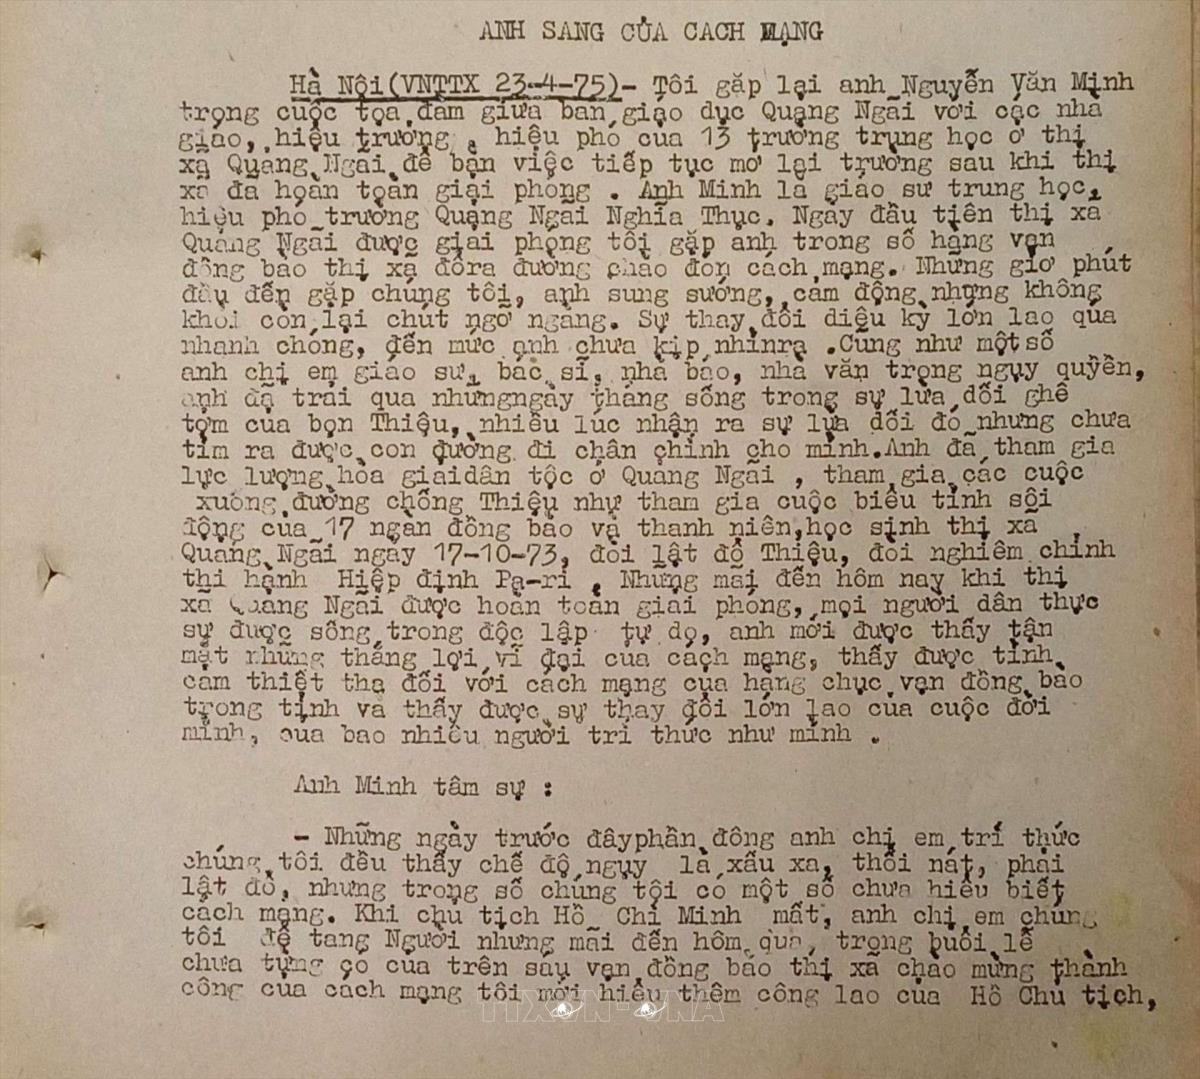 ANH SANG CỦA CACH MẠNG
Hà Nội(VNTTX 23-4-75)- Tôi gặp lại anh Nguyễn Văn Minh
trong cuộc tọa đàm giữa ban giáo dục Quảng Ngãi với các nhà
giáo, hiệu trưởng , hiệu phó của 13 trường trung học ở thị
xã Quảng Ngãi để bàn việc tiếp tục mở lại trường sau khi thị
xã đã hoàn toàn giải phóng . Anh Minh là giáo sư trung học,
hiệu phó trường Quảng Ngãi Nghĩa Thục. Ngày đầu tiên thị xã
Quảng Ngãi được giải phóng tôi gặp anh trong số hàng vạn
đồng bào thị xã đổra đường chào đón cách mạng. Những giờ phút
đầu đến gặp chúng tôi, anh sung sướng, cảm động nhưng không
khỏi còn lại chút ngỡ ngàng. Sự thay đổi diệu kỳ lớn lao quá
nhanh chóng, đến mức anh chưa kịp nhìnra .Cũng như một số
anh chị em giáo sư, bác sĩ, nhà báo, nhà văn trong ngụy quyền,
anh đã trải qua nhữngngày tháng sống trong sự lừa dối ghê
tởm của bọn Thiệu, nhiều lúc nhận ra sự lừa dối đó nhưng chưa
tìm ra được con đường đi chân chính cho mình.Anh đã tham gia
lực lượng hòa giảidân tộc ở Quảng Ngãi , tham gia các cuộc
xuống đường chống Thiệu như tham gia cuộc biểu tình sôi
động của 17 ngàn đồng bào và thanh niên,học sinh thị xã
Quảng Ngãi ngày 17-10-73, đòi lật đổ Thiệu, đòi nghiêm chỉnh
thi hành Hiệp định Pa-ri . Nhưng mãi đến hôm nay khi thị
xã Quảng Ngãi được hoàn toàn giải phóng, mọi người dân thực
sự được sống trong độc lập tự do, anh mới được thấy tận
mắt những thắng lợi vĩ đại của cách mạng, thấy được tình
cảm thiết tha đối với cách mạng của hàng chục vạn đồng bào
trong tỉnh và thấy được sự thay đổi lớn lao của cuộc đời
mình, của bao nhiêu người trí thức như mình .
Anh Minh tâm sự :
- Những ngày trước đâyphần đông anh chị em trí thức
chúng tôi đều thấy chế độ ngụy là xấu xa, thối nát, phải
lật đổ, nhưng trong số chúng tôi có một số chưa hiểu biết
cách mạng. Khi chủ tịch Hồ Chí Minh mất, anh chị em chúng
tôi để tang Người nhưng mãi đến hôm qua, trong buổi lễ
chưa từng có của trên sáu vạn đồng bào thị xã chào mừng thành
công của cách mạng tôi mới hiểu thêm công lao của Hồ Chủ tịch,